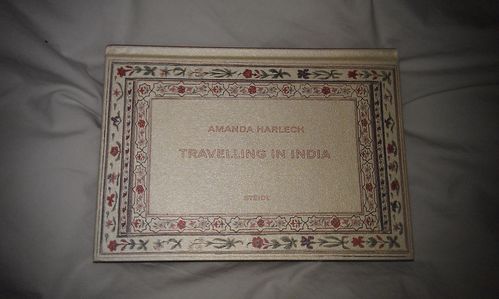 AMANDA HARLECH
TRAVELLING IN INDIA
STEIDL